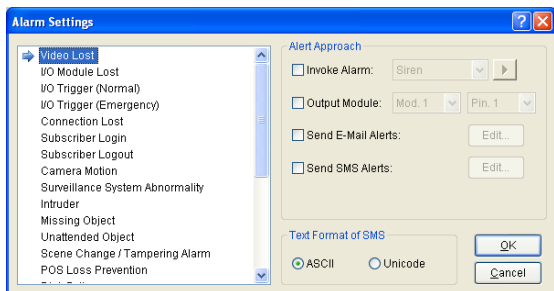 Alarm Settings
Video Lost
I/O Module Lost
I/O Trigger (Normal)
I/O Trigger (Emergency)
Connection Lost
Subscriber Login
Subscriber Logout
Camera Motion
Surveillance System Abnormality
Intruder
Missing Object
Unattended Object
Scene Change / Tampering Alarm
POS Loss Prevention
Alert Approach
Invoke Alarm: Siren
Output Module: Mod. 1 Pin. 1
Send E-Mail Alerts: Edit...
Send SMS Alerts: Edit...
Text Format of SMS
ASCII Unicode
OK
Cancel